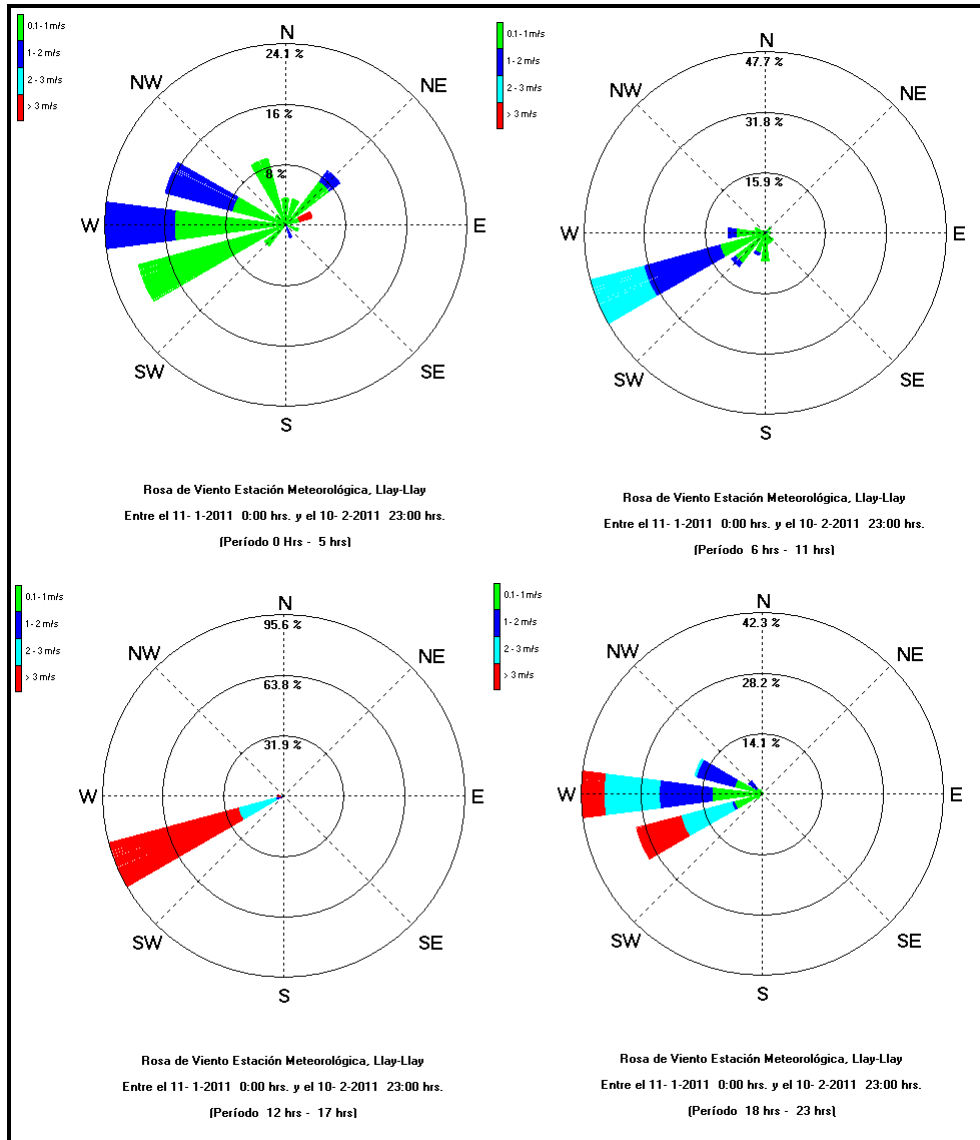 0.1 - 1 m/s
1 - 2 m/s
2 - 3 m/s
> 3 m/s
N
24.1 %
NW
NE
16 %
8 %
W
E
SW
SE
S
Rosa de Viento Estación Meteorológica, Llay-Llay
Entre el 11- 1-2011 0:00 hrs. y el 10- 2-2011 23:00 hrs.
(Período 0 Hrs - 5 hrs)
0.1 - 1 m/s
1 - 2 m/s
2 - 3 m/s
> 3 m/s
N
47.7 %
NW
NE
31.8 %
15.9 %
W
E
SW
SE
S
Rosa de Viento Estación Meteorológica, Llay-Llay
Entre el 11- 1-2011 0:00 hrs. y el 10- 2-2011 23:00 hrs.
(Período 6 hrs - 11 hrs)
0.1 - 1 m/s
1 - 2 m/s
2 - 3 m/s
> 3 m/s
N
95.6 %
NW
NE
63.8 %
31.9 %
W
E
SW
SE
S
Rosa de Viento Estación Meteorológica, Llay-Llay
Entre el 11- 1-2011 0:00 hrs. y el 10- 2-2011 23:00 hrs.
(Período 12 hrs - 17 hrs)
0.1 - 1 m/s
1 - 2 m/s
2 - 3 m/s
> 3 m/s
N
42.3 %
NW
NE
28.2 %
14.1 %
W
E
SW
SE
S
Rosa de Viento Estación Meteorológica, Llay-Llay
Entre el 11- 1-2011 0:00 hrs. y el 10- 2-2011 23:00 hrs.
(Período 18 hrs - 23 hrs)